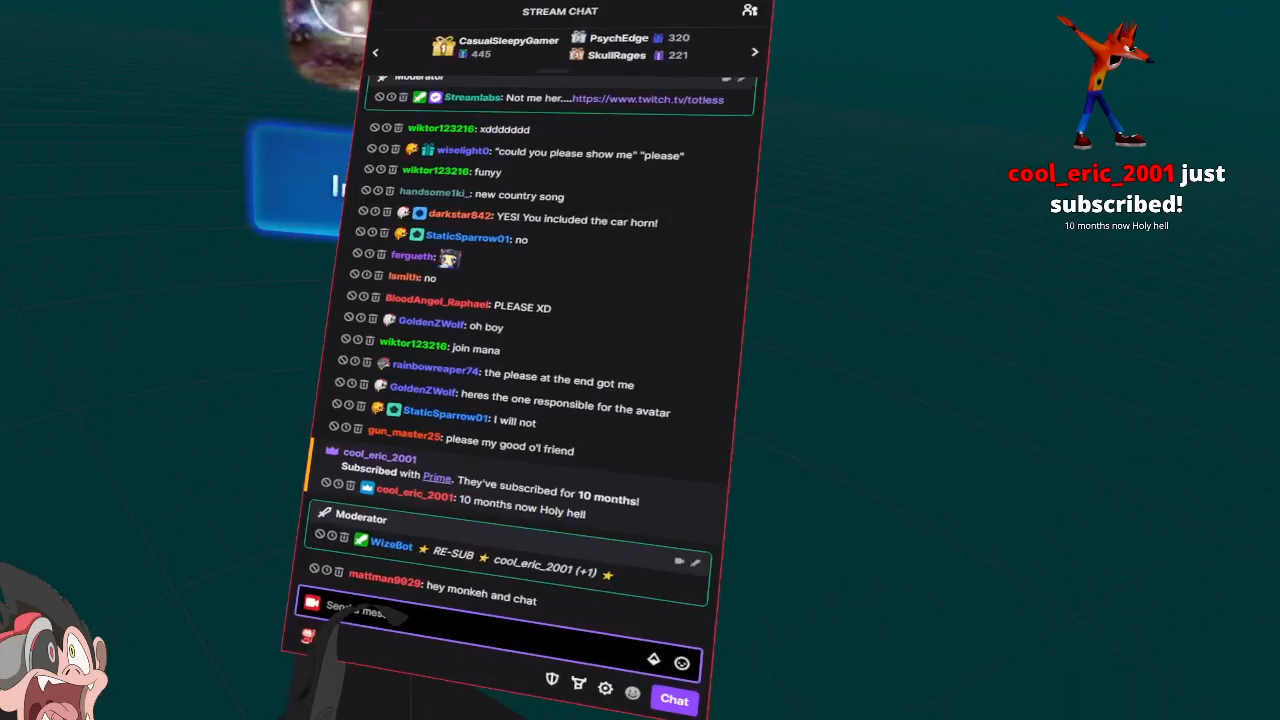 STREAM CHAT
CasualSleepyGamer 445
PsychEdge 320
SkullRages 221
Moderator
Streamlabs: Not me her....https://www.twitch.tv/totless
wiktor123216: xddddddd
wiselight0: "could you please show me" "please"
wiktor123216: funyy
handsome1ki_: new country song
darkstar842: YES! You included the car horn!
StaticSparrow01: no
fergueth:
lsmith: no
BloodAngel_Raphael: PLEASE XD
GoldenZWolf: oh boy
wiktor123216: join mana
rainbowreaper74: the please at the end got me
GoldenZWolf: heres the one responsible for the avatar
StaticSparrow01: I will not
gun_master25: please my good o'l friend
cool_eric_2001
Subscribed with Prime. They've subscribed for 10 months!
cool_eric_2001: 10 months now Holy hell
Moderator
WizeBot ⭐ RE-SUB ⭐ cool_eric_2001 (+1) ⭐
mattman9929: hey monkeh and chat
Send a mes
Chat
cool_eric_2001 just
subscribed!
10 months now Holy hell